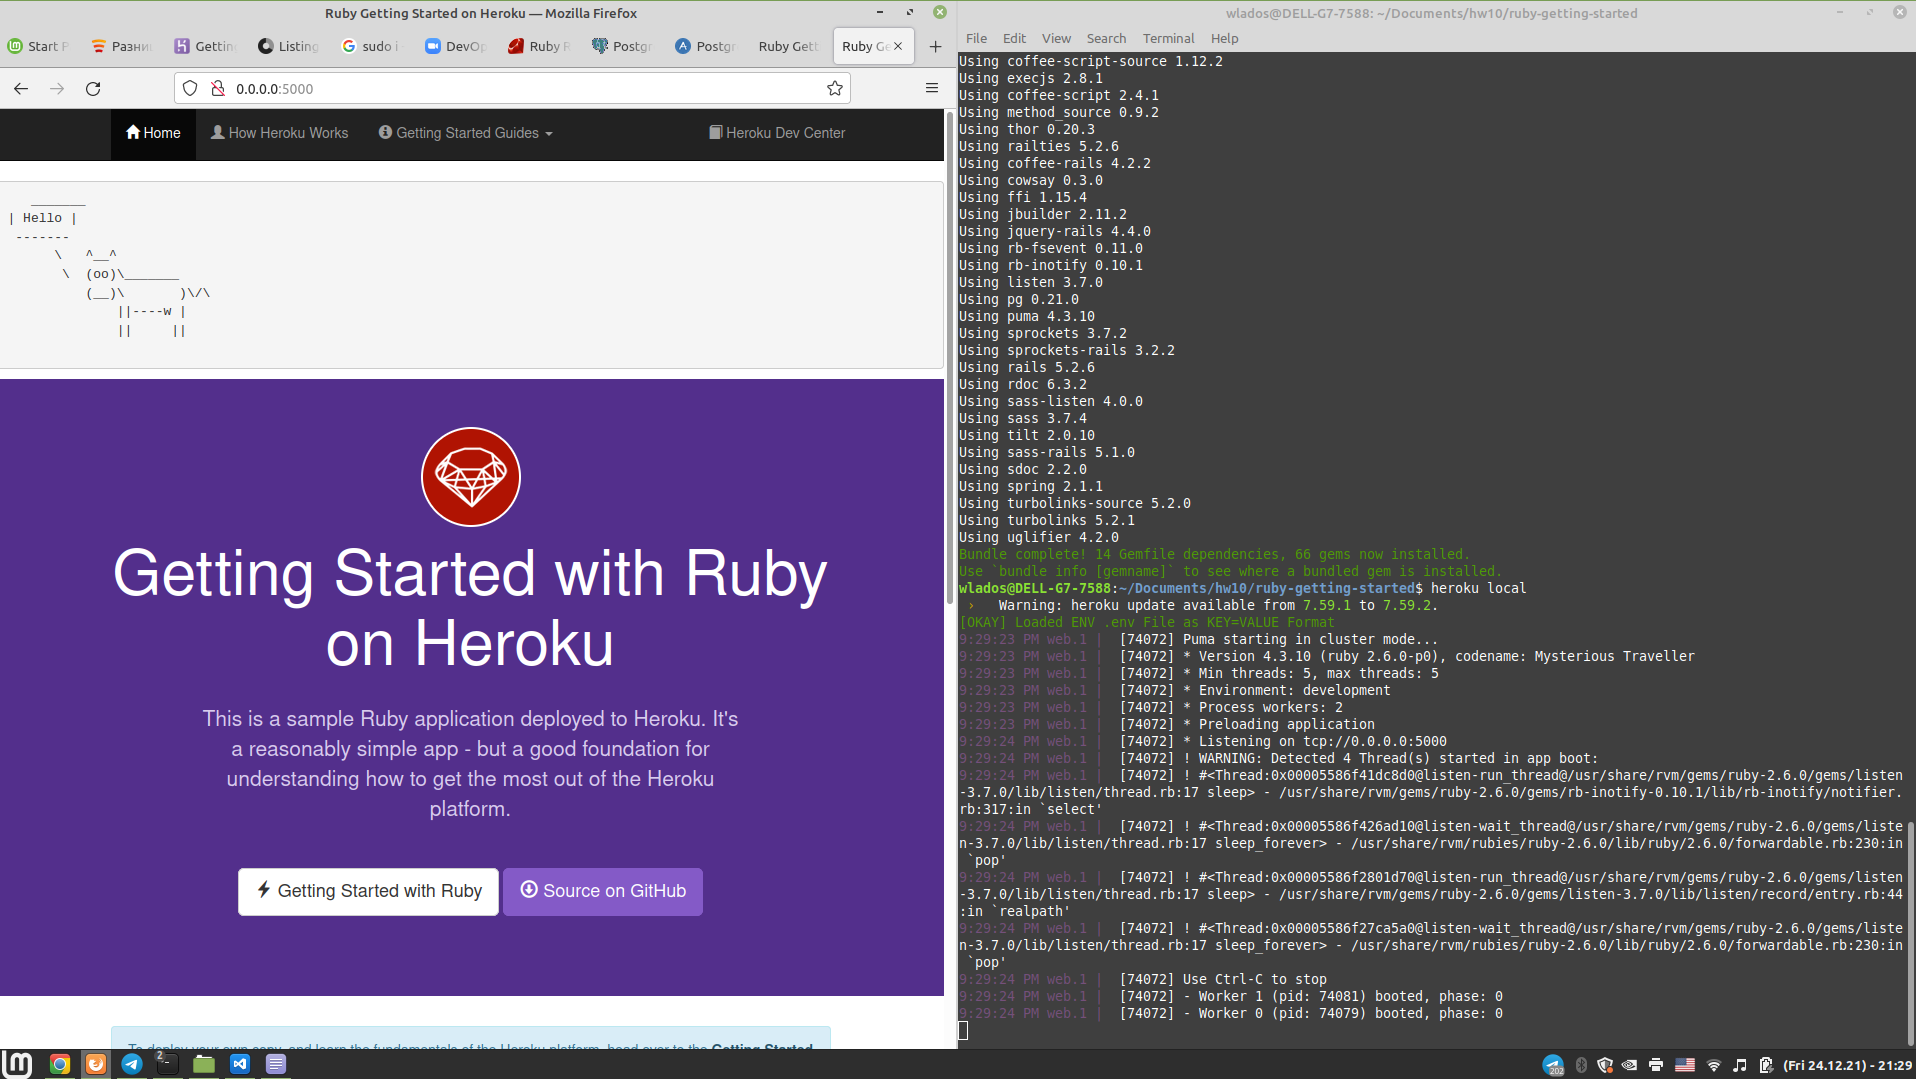 Ruby Getting Started on Heroku — Mozilla Firefox
Start P
Разни
Gettin
Listing
sudo i
DevOp
Ruby R
Postgr
Postgr
Ruby Gett
Ruby Ge
0.0.0.0:5000
Home
How Heroku Works
Getting Started Guides
Heroku Dev Center
_______
| Hello |
-------
\   ^__^
\  (oo)\_______
(__)\       )\/\
||----w |
||     ||
Getting Started with Ruby
on Heroku
This is a sample Ruby application deployed to Heroku. It's
a reasonably simple app - but a good foundation for
understanding how to get the most out of the Heroku
platform.
Getting Started with Ruby
Source on GitHub
To deploy your own copy, and learn the fundamentals of the Heroku platform, head over to the Getting Started
wlados@DELL-G7-7588: ~/Documents/hw10/ruby-getting-started
File Edit View Search Terminal Help
Using coffee-script-source 1.12.2
Using execjs 2.8.1
Using coffee-script 2.4.1
Using method_source 0.9.2
Using thor 0.20.3
Using railties 5.2.6
Using coffee-rails 4.2.2
Using cowsay 0.3.0
Using ffi 1.15.4
Using jbuilder 2.11.2
Using jquery-rails 4.4.0
Using rb-fsevent 0.11.0
Using rb-inotify 0.10.1
Using listen 3.7.0
Using pg 0.21.0
Using puma 4.3.10
Using sprockets 3.7.2
Using sprockets-rails 3.2.2
Using rails 5.2.6
Using rdoc 6.3.2
Using sass-listen 4.0.0
Using sass 3.7.4
Using tilt 2.0.10
Using sass-rails 5.1.0
Using sdoc 2.2.0
Using spring 2.1.1
Using turbolinks-source 5.2.0
Using turbolinks 5.2.1
Using uglifier 4.2.0
Bundle complete! 14 Gemfile dependencies, 66 gems now installed.
Use `bundle info [gemname]` to see where a bundled gem is installed.
wlados@DELL-G7-7588:~/Documents/hw10/ruby-getting-started$ heroku local
›   Warning: heroku update available from 7.59.1 to 7.59.2.
[OKAY] Loaded ENV .env File as KEY=VALUE Format
9:29:23 PM web.1 |  [74072] Puma starting in cluster mode...
9:29:23 PM web.1 |  [74072] * Version 4.3.10 (ruby 2.6.0-p0), codename: Mysterious Traveller
9:29:23 PM web.1 |  [74072] * Min threads: 5, max threads: 5
9:29:23 PM web.1 |  [74072] * Environment: development
9:29:23 PM web.1 |  [74072] * Process workers: 2
9:29:23 PM web.1 |  [74072] * Preloading application
9:29:24 PM web.1 |  [74072] * Listening on tcp://0.0.0.0:5000
9:29:24 PM web.1 |  [74072] ! WARNING: Detected 4 Thread(s) started in app boot:
9:29:24 PM web.1 |  [74072] ! #<Thread:0x00005586f41dc8d0@listen-run_thread@/usr/share/rvm/gems/ruby-2.6.0/gems/listen
-3.7.0/lib/listen/thread.rb:17 sleep> - /usr/share/rvm/gems/ruby-2.6.0/gems/rb-inotify-0.10.1/lib/rb-inotify/notifier.
rb:317:in `select'
9:29:24 PM web.1 |  [74072] ! #<Thread:0x00005586f426ad10@listen-wait_thread@/usr/share/rvm/gems/ruby-2.6.0/gems/liste
n-3.7.0/lib/listen/thread.rb:17 sleep_forever> - /usr/share/rvm/rubies/ruby-2.6.0/lib/ruby/2.6.0/forwardable.rb:230:in
`pop'
9:29:24 PM web.1 |  [74072] ! #<Thread:0x00005586f2801d70@listen-run_thread@/usr/share/rvm/gems/ruby-2.6.0/gems/listen
-3.7.0/lib/listen/thread.rb:17 sleep> - /usr/share/rvm/gems/ruby-2.6.0/gems/listen-3.7.0/lib/listen/record/entry.rb:44
:in `realpath'
9:29:24 PM web.1 |  [74072] ! #<Thread:0x00005586f27ca5a0@listen-wait_thread@/usr/share/rvm/gems/ruby-2.6.0/gems/liste
n-3.7.0/lib/listen/thread.rb:17 sleep_forever> - /usr/share/rvm/rubies/ruby-2.6.0/lib/ruby/2.6.0/forwardable.rb:230:in
`pop'
9:29:24 PM web.1 |  [74072] Use Ctrl-C to stop
9:29:24 PM web.1 |  [74072] - Worker 1 (pid: 74081) booted, phase: 0
9:29:24 PM web.1 |  [74072] - Worker 0 (pid: 74079) booted, phase: 0
2
202
(Fri 24.12.21) - 21:29